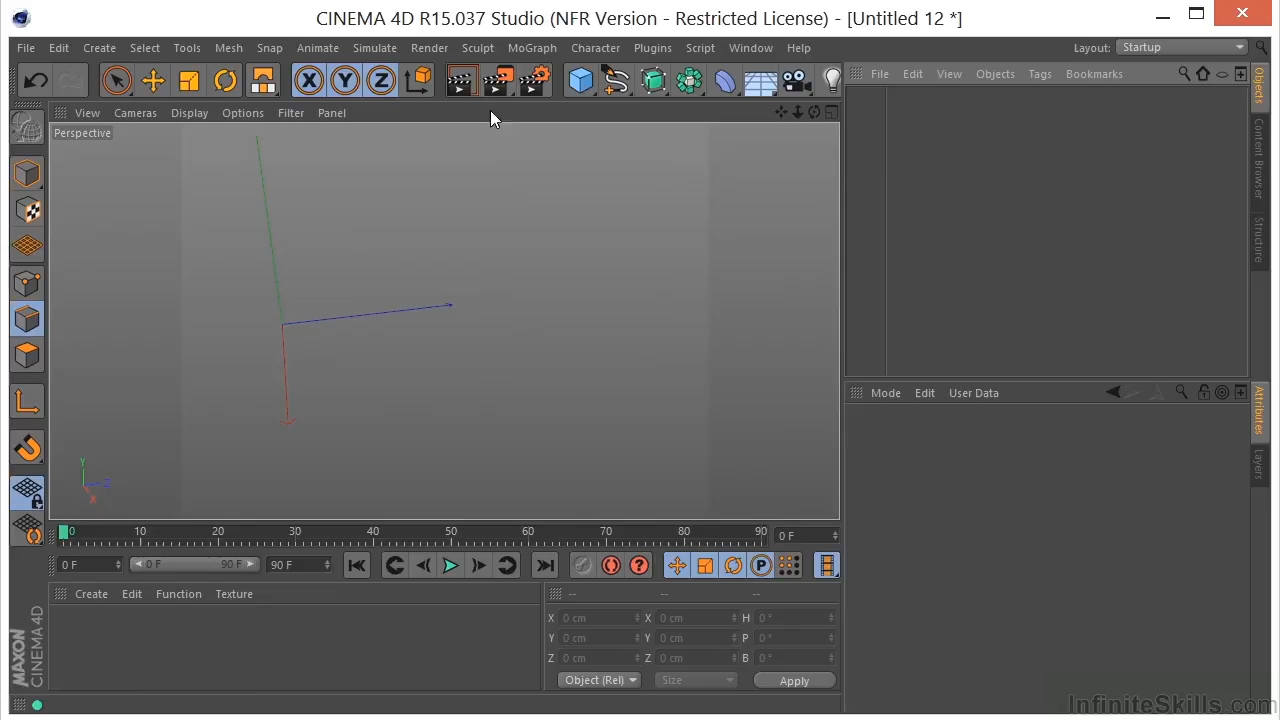 CINEMA 4D R15.037 Studio (NFR Version - Restricted License) - [Untitled 12 *]
File Edit Create Select Tools Mesh Snap Animate Simulate Render Sculpt MoGraph Character Plugins Script Window Help Layout: Startup
X Y Z
File Edit View Objects Tags Bookmarks
View Cameras Display Options Filter Panel
Perspective
Objects
Content Browser
Structure
Mode Edit User Data
Attributes
Layers
Y
Z
X
0 10 20 30 40 50 60 70 80 90 0 F
0 F 0 F 90 F 90 F P
Create Edit Function Texture -- -- --
X 0 cm X 0 cm H 0 °
Y 0 cm Y 0 cm P 0 °
Z 0 cm Z 0 cm B 0 °
Object (Rel) Size Apply
MAXON
CINEMA 4D
InfiniteSkills.com